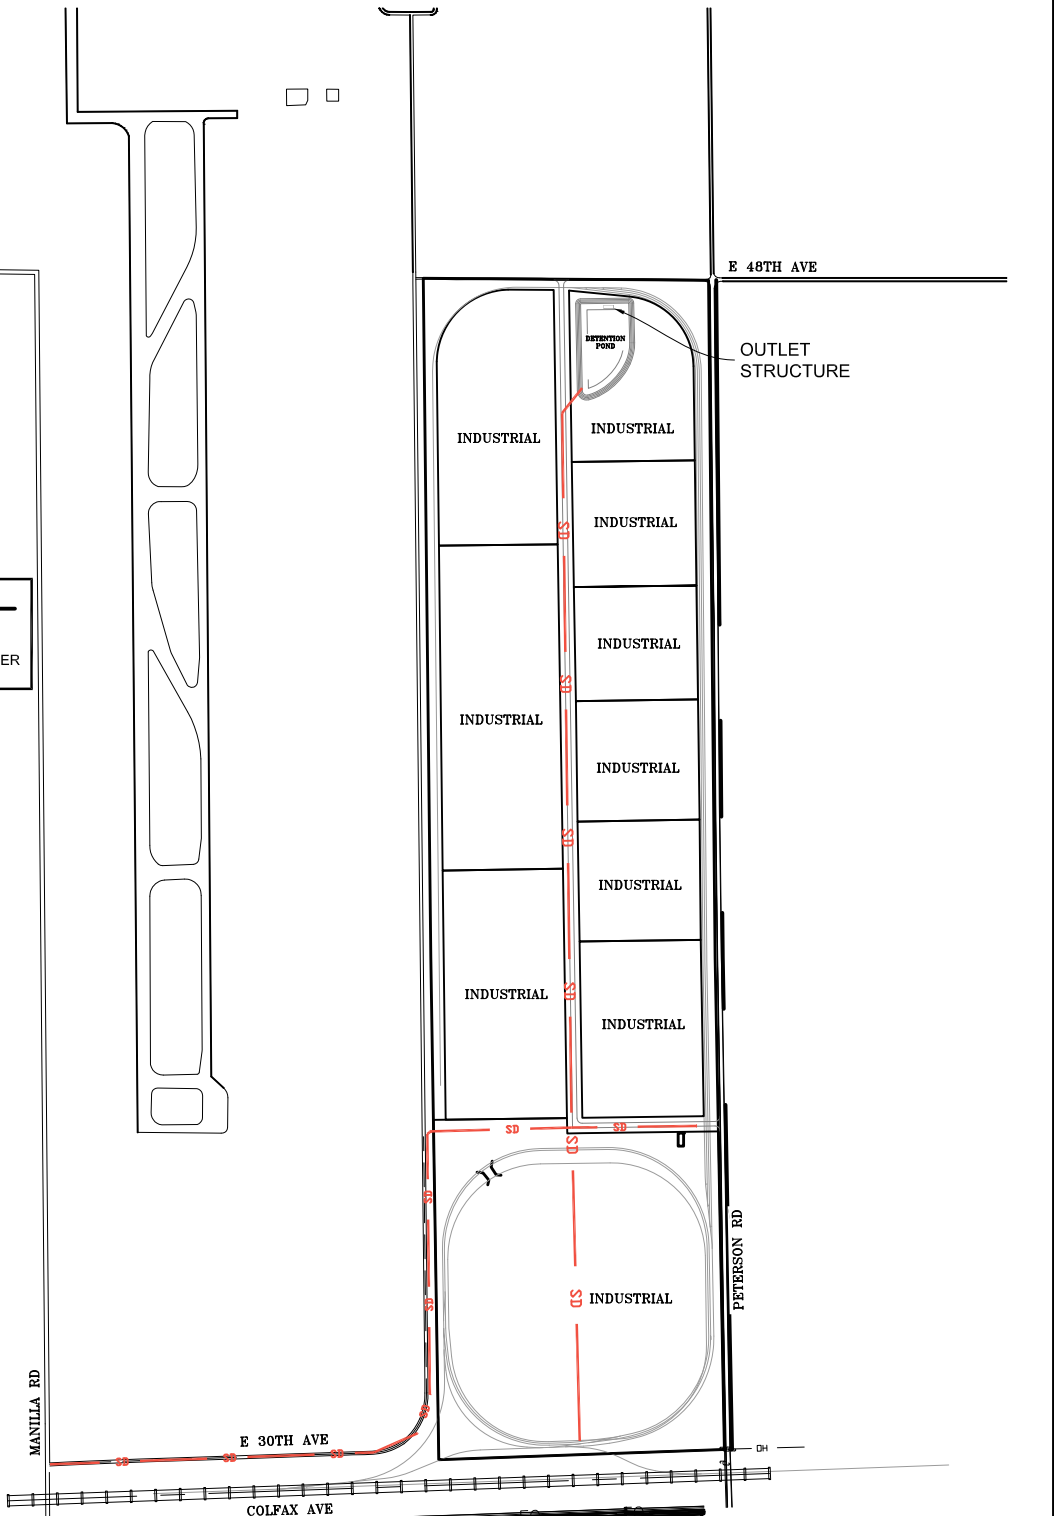 E 48TH AVE
OUTLET
STRUCTURE
DETENTION
POND
INDUSTRIAL
INDUSTRIAL
SD
INDUSTRIAL
INDUSTRIAL
ER
SD
INDUSTRIAL
INDUSTRIAL
SD
INDUSTRIAL
SD
INDUSTRIAL
INDUSTRIAL
SD
SD
SD
SD
PETERSON RD
SD
SD
INDUSTRIAL
MANILLA RD
SD
E 30TH AVE
SD
SD
SD
OH
COLFAX AVE